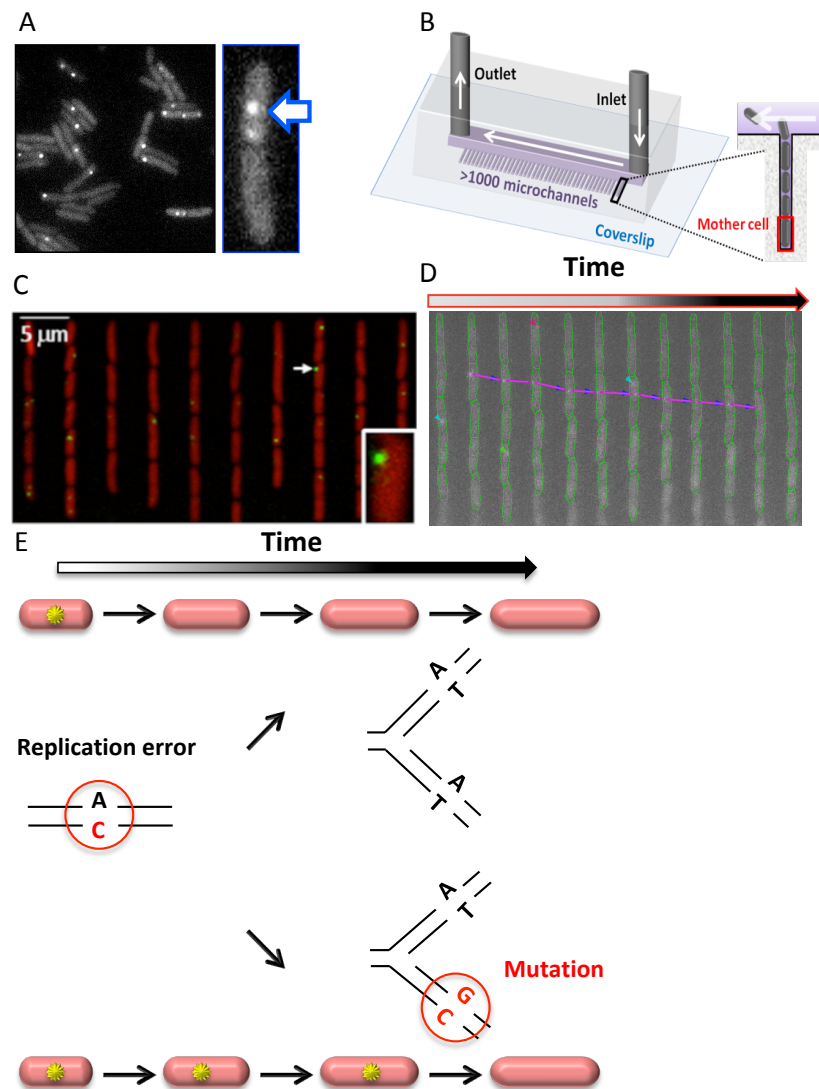 A
B
Outlet
Inlet
>1000 microchannels
Mother cell
Coverslip
C
5 μm
Time
D
E
Time
Replication error
A
C
A
T
A
T
A
T
G
C
Mutation